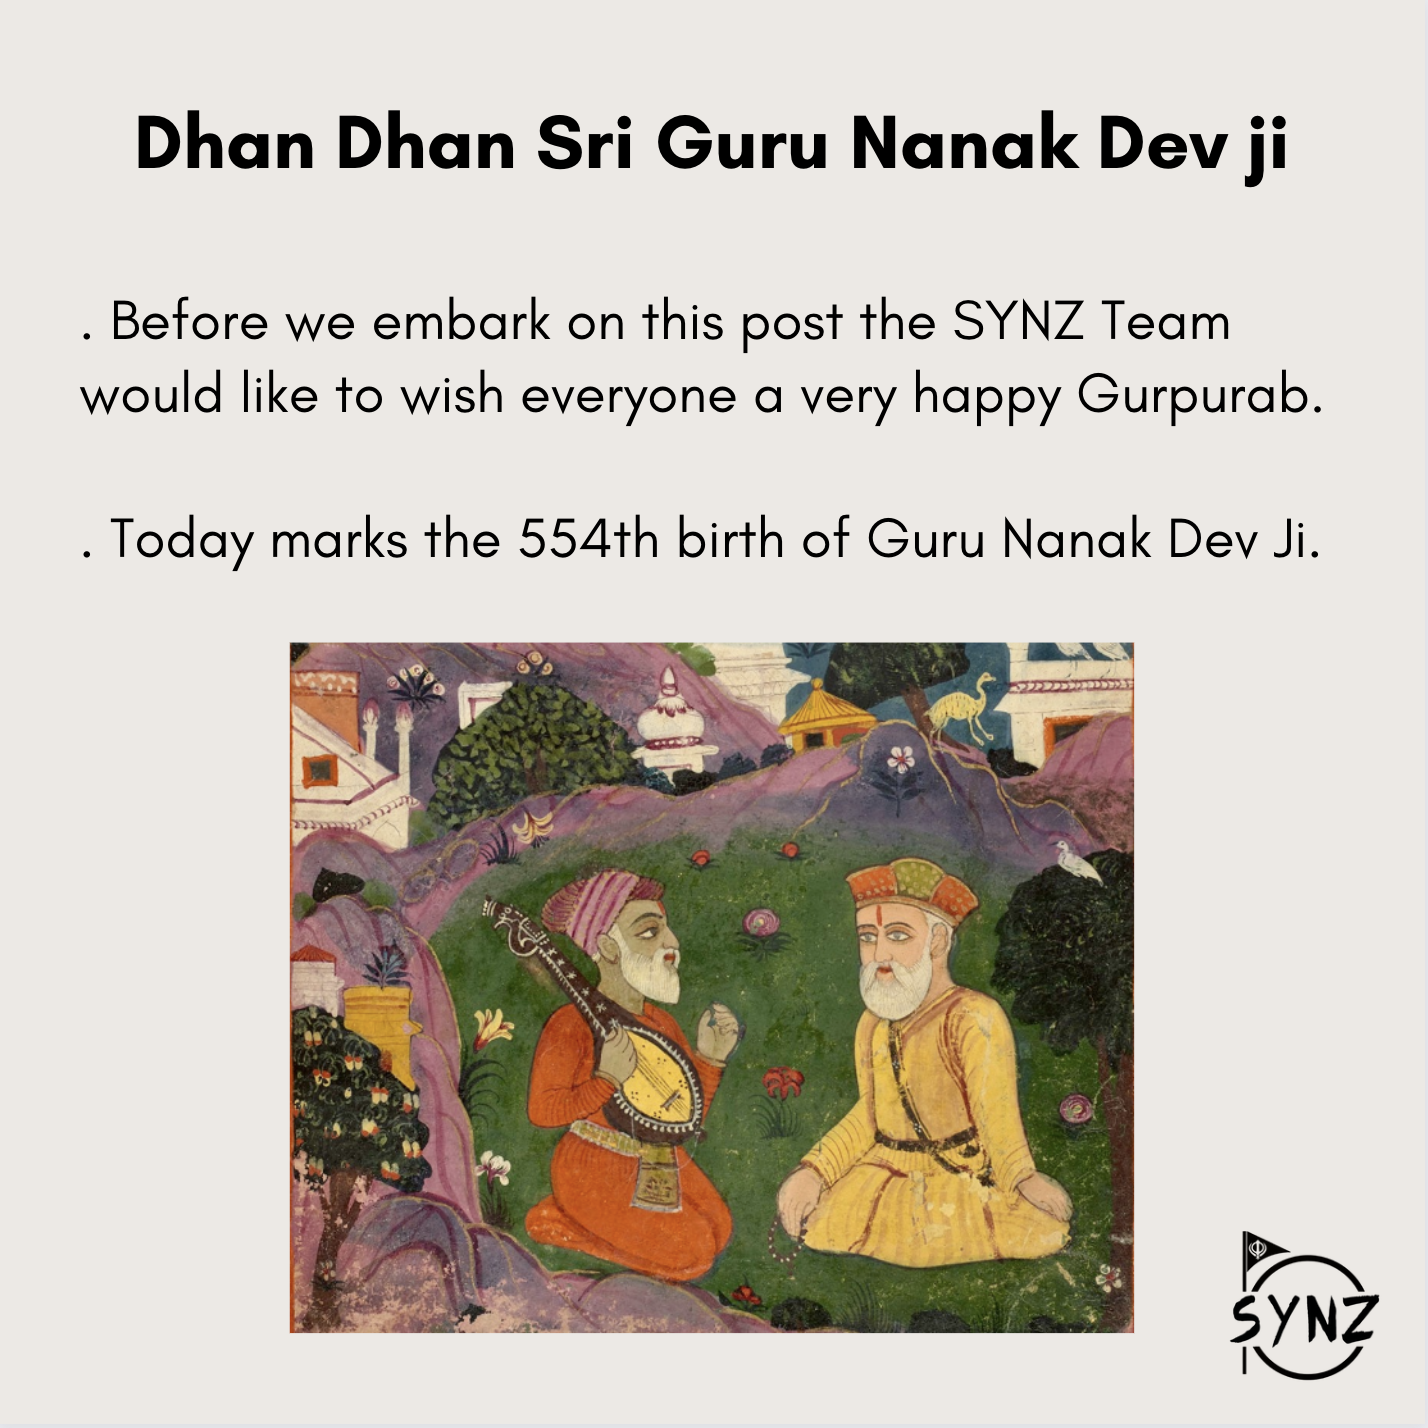 Dhan Dhan Sri Guru Nanak Dev ji
. Before we embark on this post the SYNZ Team
would like to wish everyone a very happy Gurpurab.
. Today marks the 554th birth of Guru Nanak Dev Ji.
SYNZ